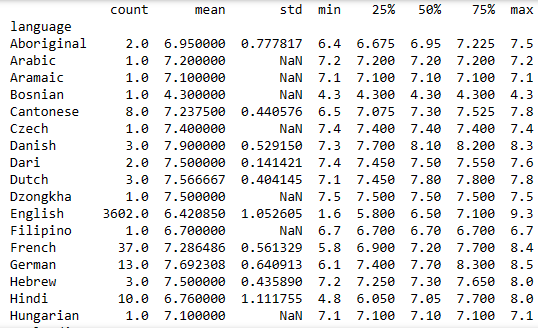 count mean std min 25% 50% 75% max
language
Aboriginal 2.0 6.950000 0.777817 6.4 6.675 6.95 7.225 7.5
Arabic 1.0 7.200000 NaN 7.2 7.200 7.20 7.200 7.2
Aramaic 1.0 7.100000 NaN 7.1 7.100 7.10 7.100 7.1
Bosnian 1.0 4.300000 NaN 4.3 4.300 4.30 4.300 4.3
Cantonese 8.0 7.237500 0.440576 6.5 7.075 7.30 7.525 7.8
Czech 1.0 7.400000 NaN 7.4 7.400 7.40 7.400 7.4
Danish 3.0 7.900000 0.529150 7.3 7.700 8.10 8.200 8.3
Dari 2.0 7.500000 0.141421 7.4 7.450 7.50 7.550 7.6
Dutch 3.0 7.566667 0.404145 7.1 7.450 7.80 7.800 7.8
Dzongkha 1.0 7.500000 NaN 7.5 7.500 7.50 7.500 7.5
English 3602.0 6.420850 1.052605 1.6 5.800 6.50 7.100 9.3
Filipino 1.0 6.700000 NaN 6.7 6.700 6.70 6.700 6.7
French 37.0 7.286486 0.561329 5.8 6.900 7.20 7.700 8.4
German 13.0 7.692308 0.640913 6.1 7.400 7.70 8.300 8.5
Hebrew 3.0 7.500000 0.435890 7.2 7.250 7.30 7.650 8.0
Hindi 10.0 6.760000 1.111755 4.8 6.050 7.05 7.700 8.0
Hungarian 1.0 7.100000 NaN 7.1 7.100 7.10 7.100 7.1